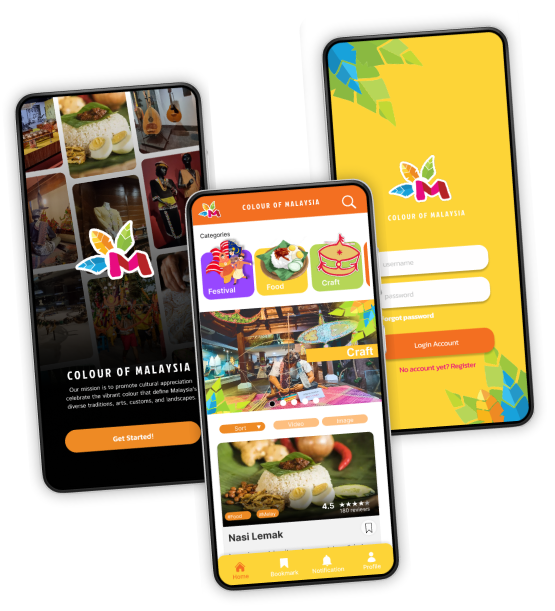 M
COLOUR OF MALAYSIA
Our mission is to promote cultural appreciation
celebrate the vibrant colour that define Malaysia's
diverse traditions, arts, customs, and landscapes
Get Started!
M
COLOUR OF MALAYSIA
Categories
Festival
Food
Craft
Craft
Sort ▼
Video
Image
#food
#Malay
4.5 ★★★★★
180 reviews
Nasi Lemak
Home
Bookmark
Notification
Profile
M
COLOUR OF MALAYSIA
username
password
Forgot password
Login Account
No account yet? Register